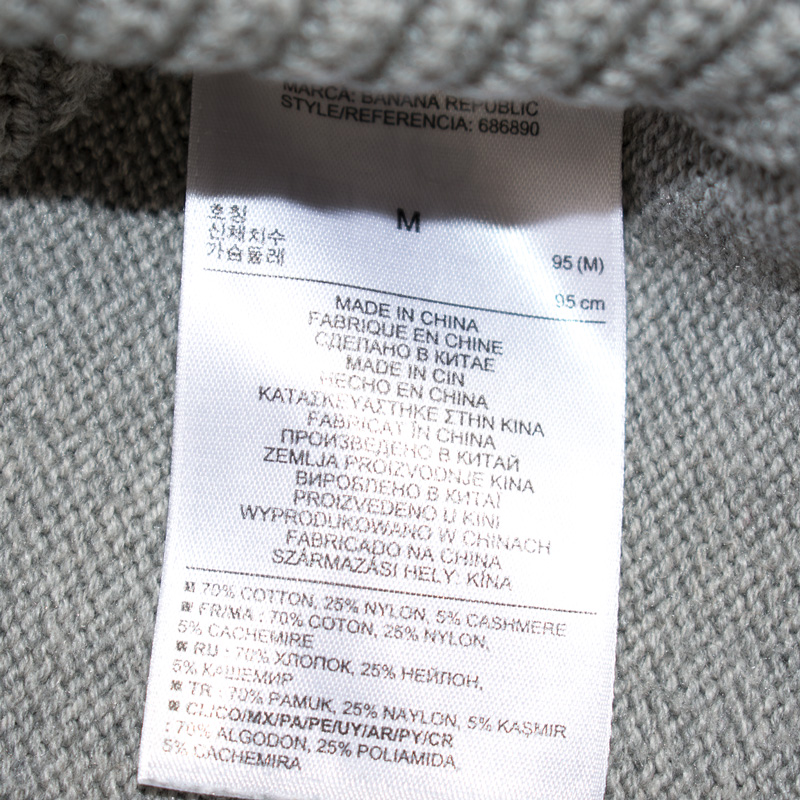 MARCA: BANANA REPUBLIC
STYLE/REFERENCIA: 686890
호칭 M
신체치수 95 (M)
가슴둘레 95 cm
MADE IN CHINA
FABRIQUE EN CHINE
СДЕЛАНО В КИТАЕ
MADE IN CIN
HECHO EN CHINA
ΚΑΤΑΣΚΕΥΑΣΤΗΚΕ ΣΤΗΝ ΚΙΝΑ
FABRICAT ÎN CHINA
ПРОИЗВЕДЕНО В КИТАЙ
ZEMLJA PROIZVODNJE KINA
ВИРОБЛЕНО В КИТАЇ
PROIZVEDENO U KINI
WYPRODUKOWANO W CHINACH
FABRICADO NA CHINA
SZÁRMAZÁSI HELY: KÍNA
70% COTTON, 25% NYLON, 5% CASHMERE
FR/MA : 70% COTON, 25% NYLON,
5% CACHEMIRE
RU : 70% ХЛОПОК, 25% НЕЙЛОН,
5% КАШЕМИР
TR : 70% PAMUK, 25% NAYLON, 5% KAŞMIR
CL/CO/MX/PA/PE/UY/AR/PY/CR
: 70% ALGODON, 25% POLIAMIDA,
5% CACHEMIRA